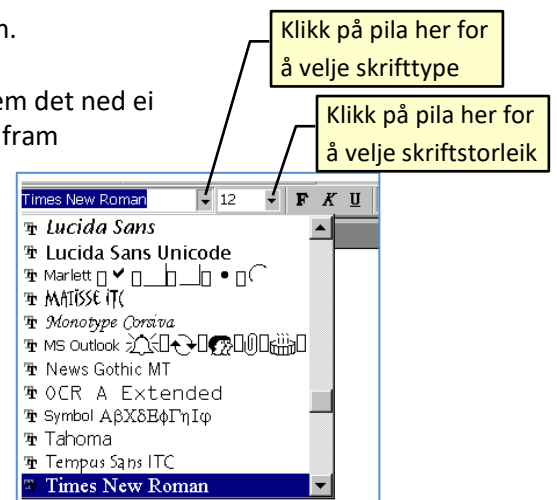 n.
Klikk på pila her for
å velje skrifttype
em det ned ei
fram
Klikk på pila her for
å velje skriftstorleik
Times New Roman 12 F K U
Lucida Sans
Lucida Sans Unicode
Marlett
MATISSE ITC
Monotype Corsiva
MS Outlook
News Gothic MT
OCR A Extended
Symbol ΑβΧδΕφΓηΙφ
Tahoma
Tempus Sans ITC
Times New Roman